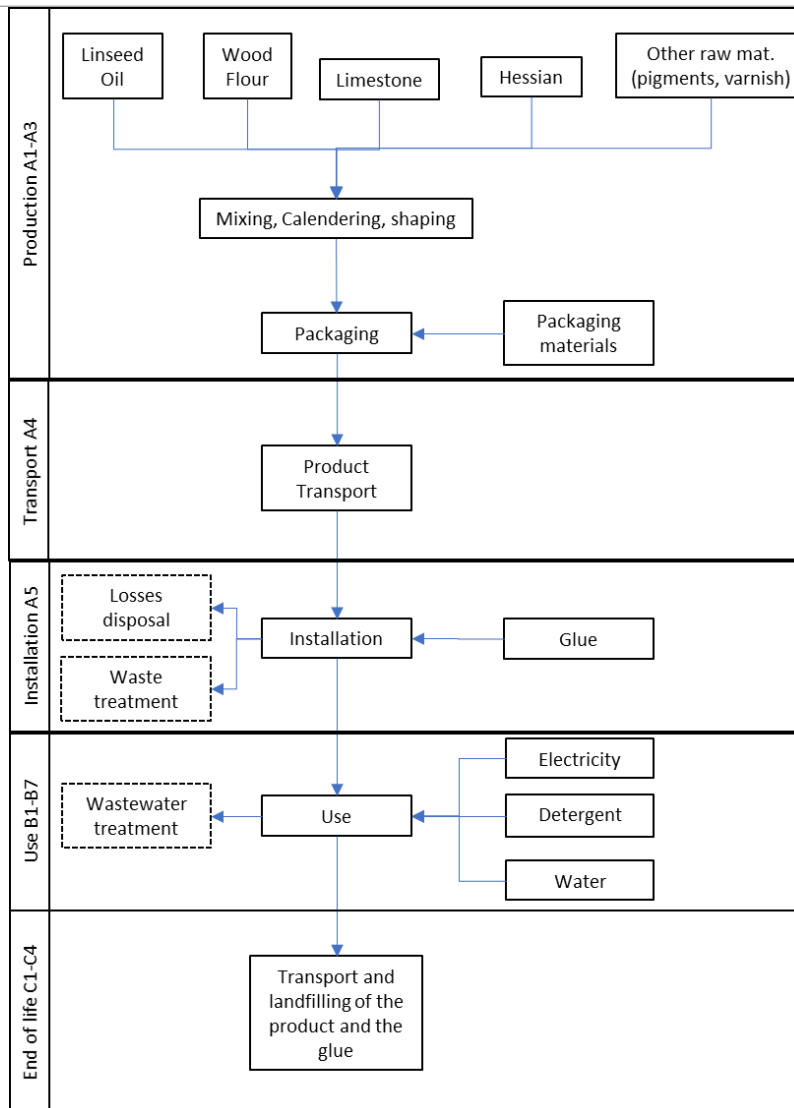 Production A1-A3
Linseed
Oil
Wood
Flour
Limestone
Hessian
Other raw mat.
(pigments, varnish)
Mixing, Calendering, shaping
Packaging
Packaging
materials
Transport A4
Product
Transport
Installation A5
Losses
disposal
Installation
Glue
Waste
treatment
Use B1-B7
Electricity
Wastewater
treatment
Use
Detergent
Water
End of life C1-C4
Transport and
landfilling of the
product and the
glue